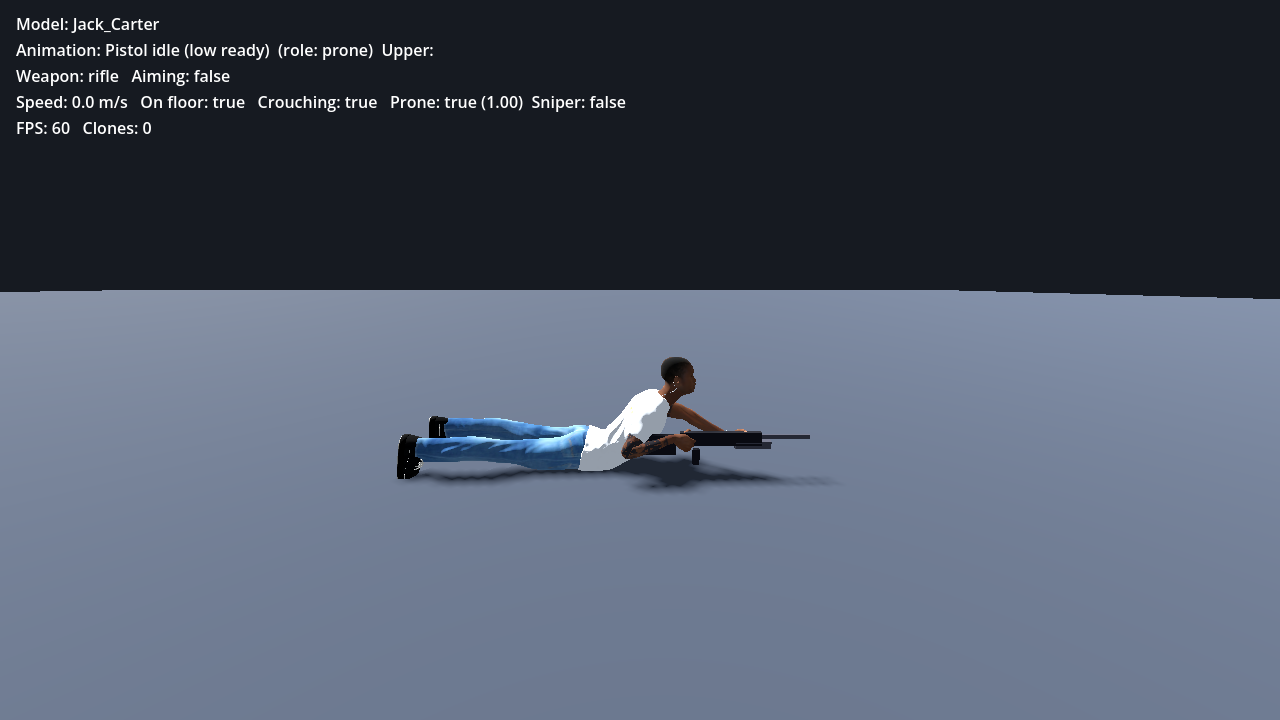 Model: Jack_Carter
Animation: Pistol idle (low ready)  (role: prone)  Upper:
Weapon: rifle   Aiming: false
Speed: 0.0 m/s   On floor: true   Crouching: true   Prone: true (1.00)  Sniper: false
FPS: 60   Clones: 0